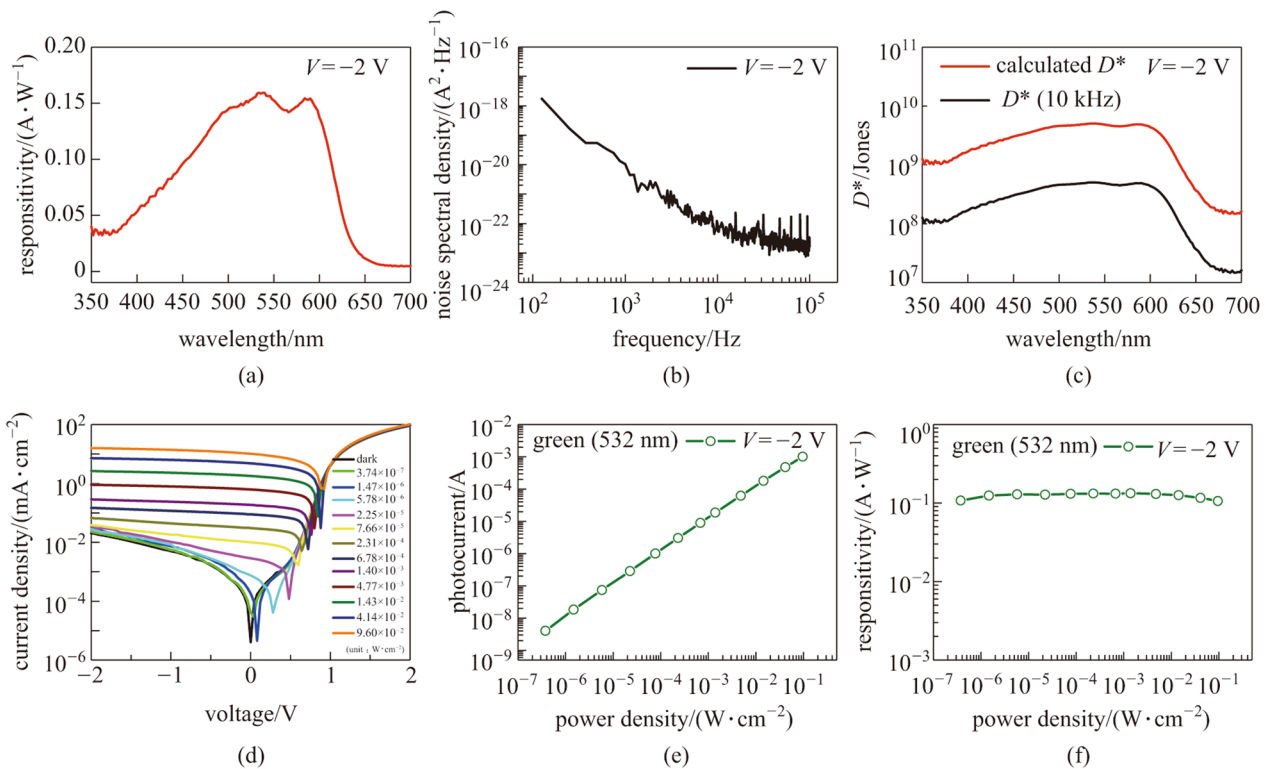 0.20
0.15
0.10
0.05
0
responsivity/(A·W⁻¹)
V=−2 V
350 400 450 500 550 600 650 700
wavelength/nm
(a)
10⁻¹⁶
10⁻¹⁸
10⁻²⁰
10⁻²²
10⁻²⁴
noise spectral density/(A²·Hz⁻¹)
V=−2 V
10² 10³ 10⁴ 10⁵
frequency/Hz
(b)
10¹¹
10¹⁰
10⁹
10⁸
10⁷
D*/Jones
calculated D* V=−2 V
D* (10 kHz)
350 400 450 500 550 600 650 700
wavelength/nm
(c)
10²
10⁰
10⁻²
10⁻⁴
10⁻⁶
current density/(mA·cm⁻²)
dark
3.74×10⁻⁷
1.47×10⁻⁶
5.78×10⁻⁶
2.25×10⁻⁵
7.66×10⁻⁵
2.31×10⁻⁴
6.78×10⁻⁴
1.40×10⁻³
4.77×10⁻³
1.43×10⁻²
4.14×10⁻²
9.60×10⁻²
(unit : W·cm⁻²)
−2 −1 0 1 2
voltage/V
(d)
10⁻²
10⁻³
10⁻⁴
10⁻⁵
10⁻⁶
10⁻⁷
10⁻⁸
10⁻⁹
photocurrent/A
green (532 nm) V=−2 V
10⁻⁷ 10⁻⁶ 10⁻⁵ 10⁻⁴ 10⁻³ 10⁻² 10⁻¹
power density/(W·cm⁻²)
(e)
10⁰
10⁻¹
10⁻²
10⁻³
responsivity/(A·W⁻¹)
green (532 nm) V=−2 V
10⁻⁷ 10⁻⁶ 10⁻⁵ 10⁻⁴ 10⁻³ 10⁻² 10⁻¹
power density/(W·cm⁻²)
(f)